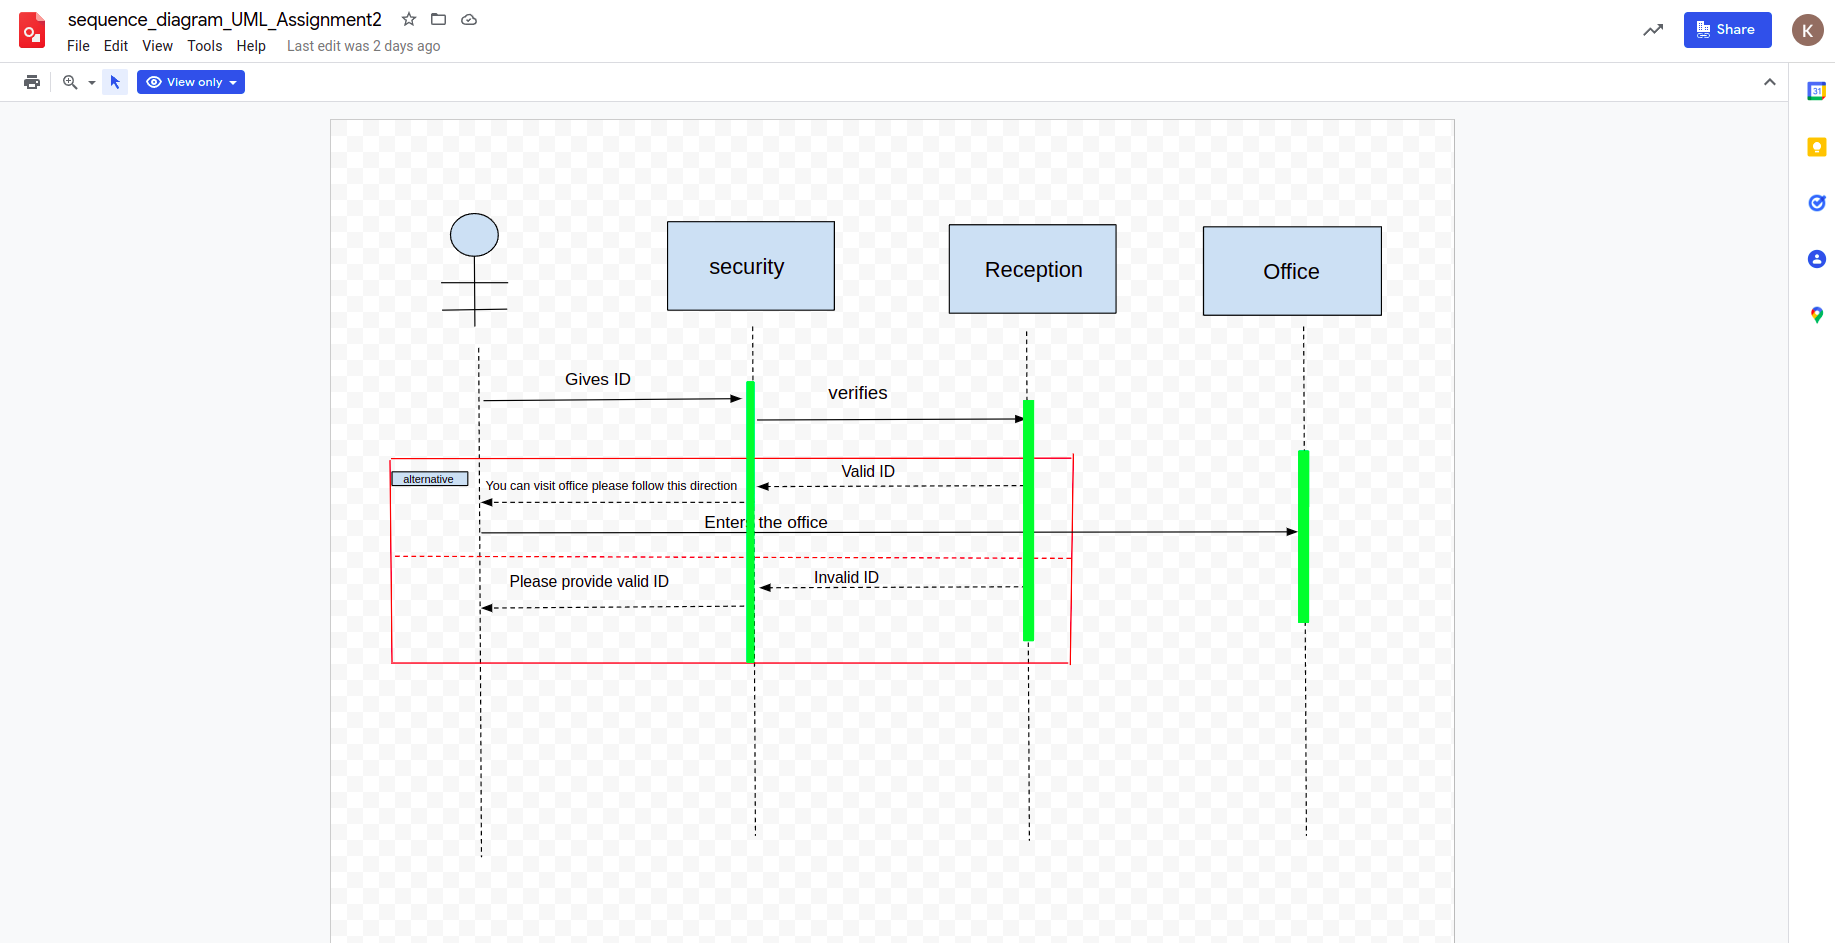 sequence_diagram_UML_Assignment2
File Edit View Tools Help Last edit was 2 days ago
Share
K
View only
31
security
Reception
Office
Gives ID
verifies
alternative
Valid ID
You can visit office please follow this direction
Enters the office
Invalid ID
Please provide valid ID